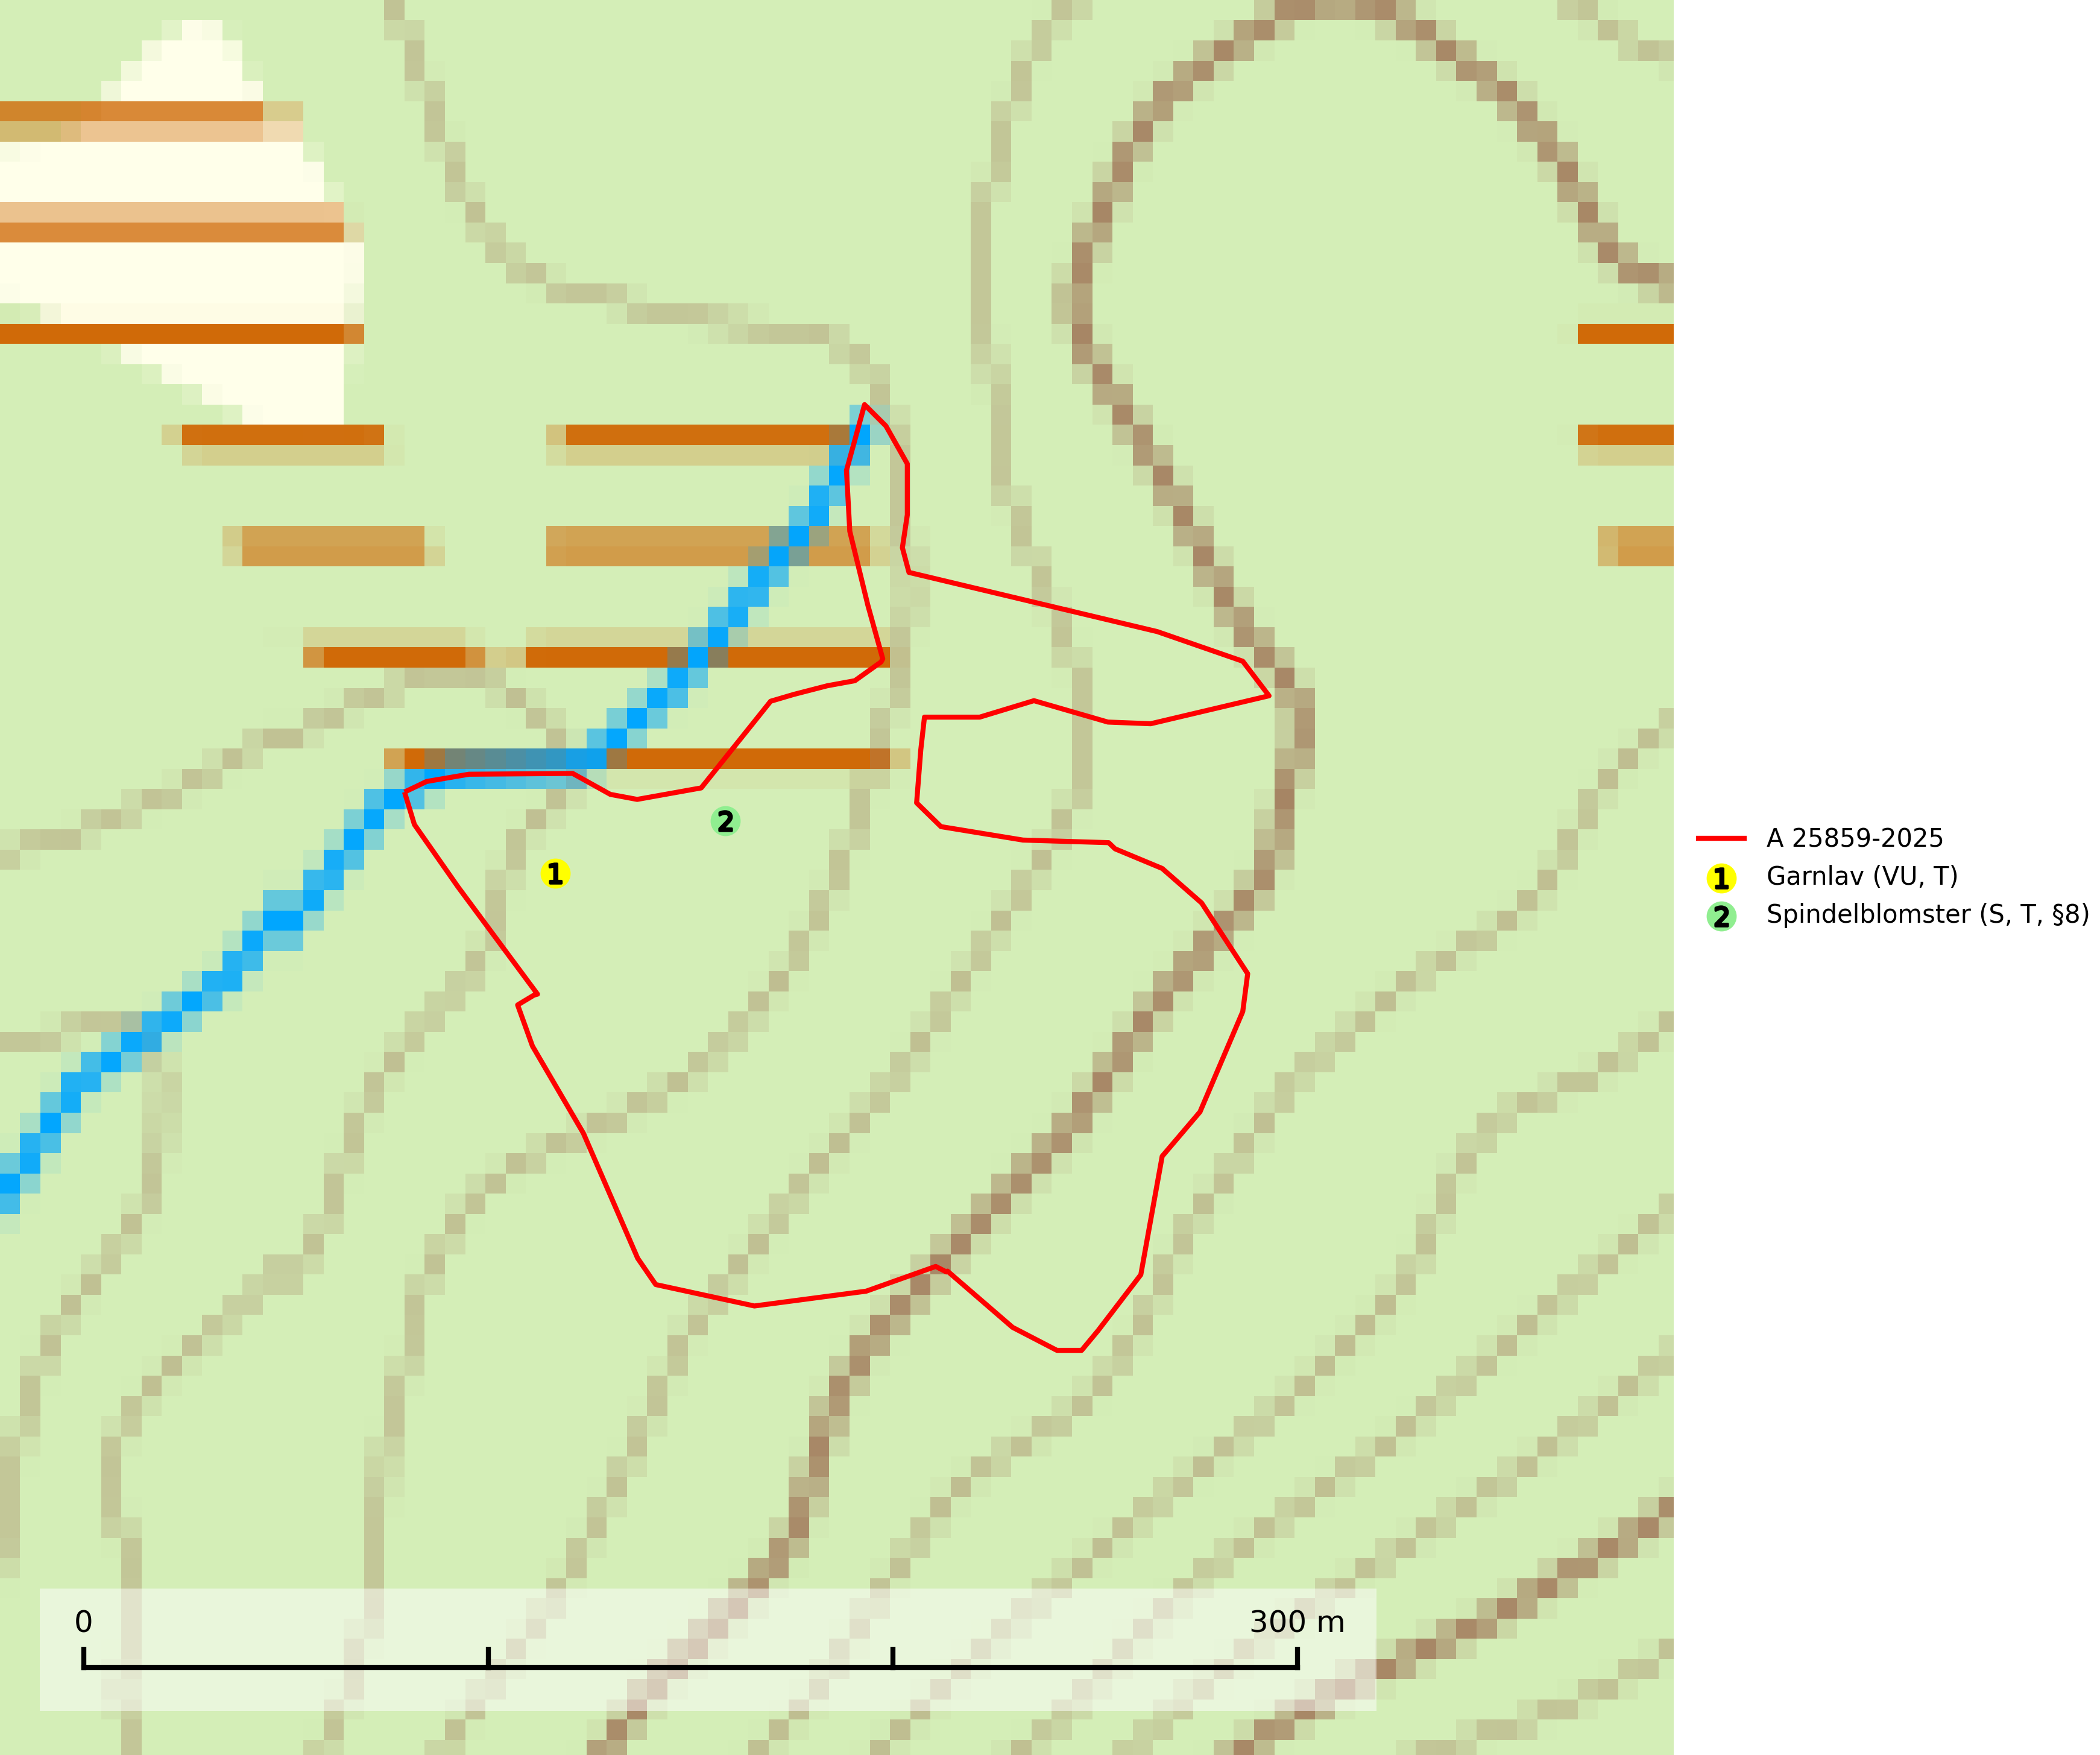 2
1
A 25859-2025
1 Garnlav (VU, T)
2 Spindelblomster (S, T, §8)
0 300 m